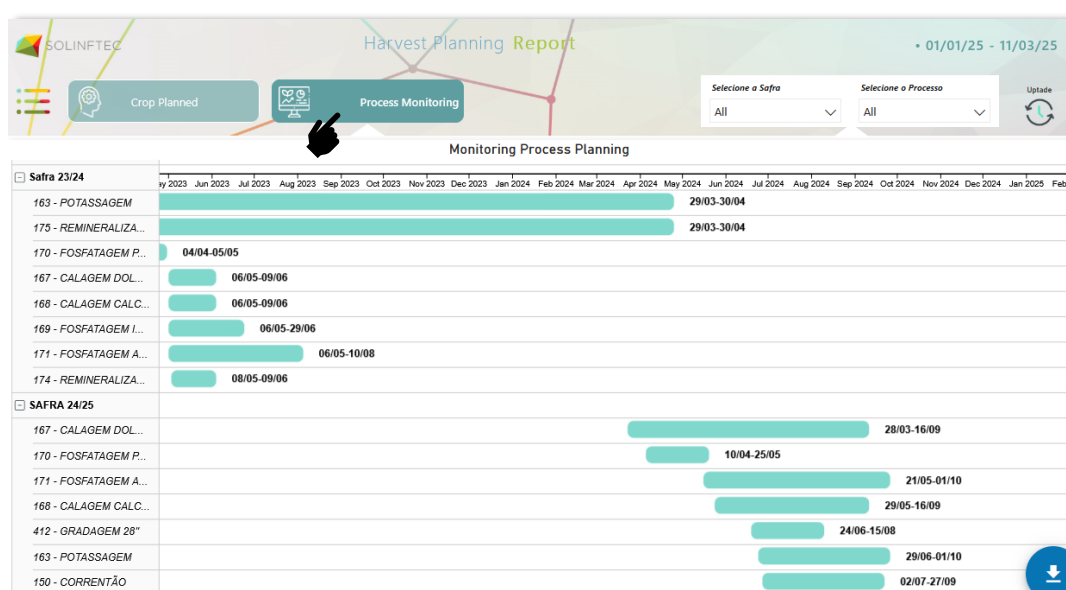 SOLINFTEC
Harvest Planning Report
• 01/01/25 - 11/03/25
Crop Planned
Process Monitoring
Selecione a Safra
All
Selecione o Processo
All
Uptade
Monitoring Process Planning
Safra 23/24
ay 2023 Jun 2023 Jul 2023 Aug 2023 Sep 2023 Oct 2023 Nov 2023 Dec 2023 Jan 2024 Feb 2024 Mar 2024 Apr 2024 May 2024 Jun 2024 Jul 2024 Aug 2024 Sep 2024 Oct 2024 Nov 2024 Dec 2024 Jan 2025 Feb
163 - POTASSAGEM 29/03-30/04
175 - REMINERALIZA... 29/03-30/04
170 - FOSFATAGEM P... 04/04-05/05
167 - CALAGEM DOL... 06/05-09/06
168 - CALAGEM CALC... 06/05-09/06
169 - FOSFATAGEM I... 06/05-29/06
171 - FOSFATAGEM A... 06/05-10/08
174 - REMINERALIZA... 08/05-09/06
SAFRA 24/25
167 - CALAGEM DOL... 28/03-16/09
170 - FOSFATAGEM P... 10/04-25/05
171 - FOSFATAGEM A... 21/05-01/10
168 - CALAGEM CALC... 29/05-16/09
412 - GRADAGEM 28" 24/06-15/08
163 - POTASSAGEM 29/06-01/10
150 - CORRENTÃO 02/07-27/09